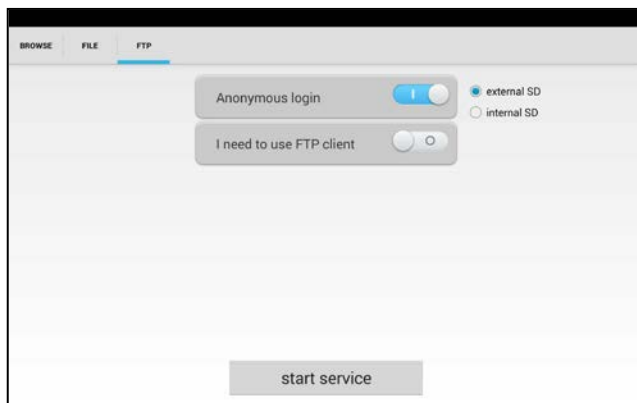 BROWSE FILE FTP
Anonymous login
external SD
internal SD
I need to use FTP client
start service